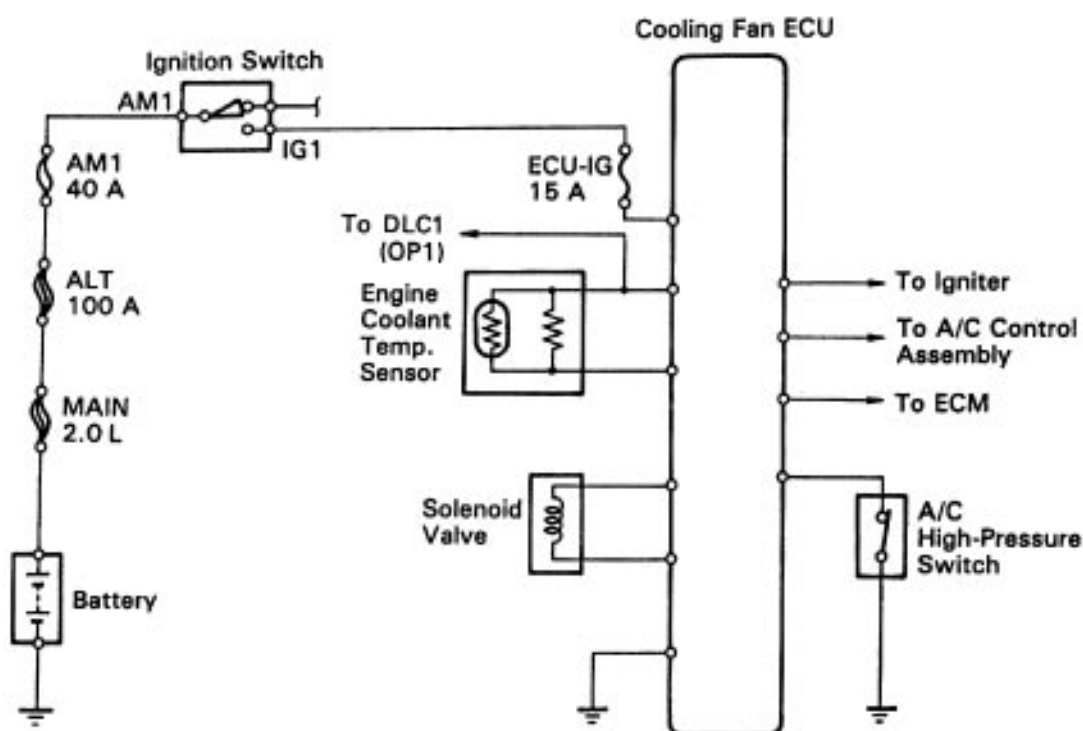 Cooling Fan ECU
Ignition Switch
AM1
IG1
AM1
40 A
ECU-IG
15 A
To DLC1
(OP1)
ALT
100 A
Engine
Coolant
Temp.
Sensor
To Igniter
To A/C Control
Assembly
To ECM
MAIN
2.0 L
Solenoid
Valve
A/C
High-Pressure
Switch
Battery